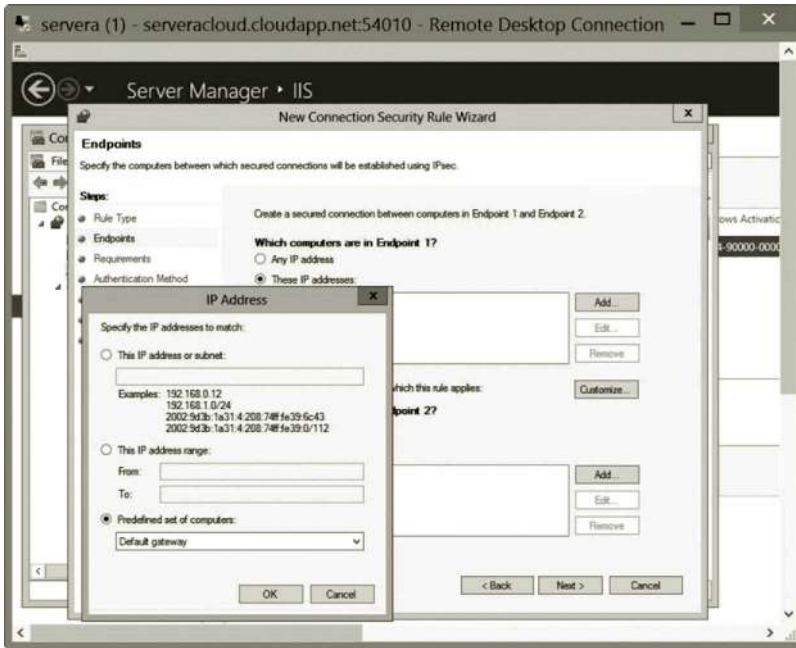 servera (1) - serveracloud.cloudapp.net:54010 - Remote Desktop Connection
Server Manager • IIS
New Connection Security Rule Wizard
Endpoints
Specify the computers between which secured connections will be established using IPsec.
Steps:
Rule Type
Endpoints
Requirements
Authentication Method
Create a secured connection between computers in Endpoint 1 and Endpoint 2.
Which computers are in Endpoint 1?
Any IP address
These IP addresses:
Add...
Edit...
Remove
which this rule applies:
Customize...
Add...
Edit...
Remove
< Back
Next >
Cancel
IP Address
Specify the IP addresses to match:
This IP address or subnet:
Examples: 192.168.0.12
192.168.1.0/24
2002:9d3b:1a31:4:208:74ff:fe39:6c43
2002:9d3b:1a31:4:208:74ff:fe39:0/112
This IP address range:
From:
To:
Predefined set of computers:
Default gateway
OK
Cancel